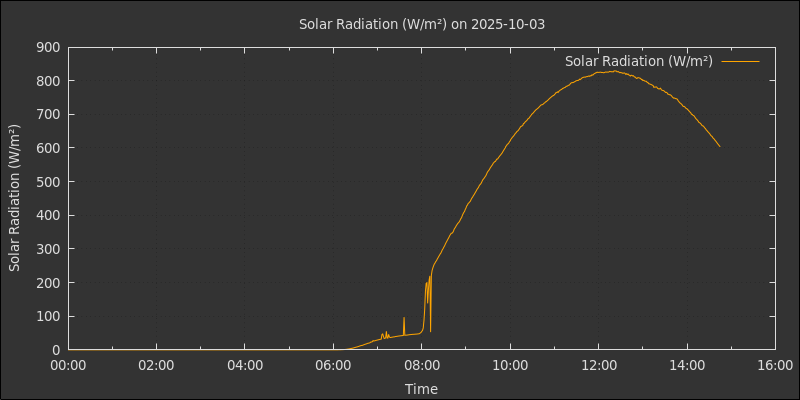 Solar Radiation (W/m²) on 2025-10-03
Solar Radiation (W/m²)
Solar Radiation (W/m²)
900
800
700
600
500
400
300
200
100
0
00:00 02:00 04:00 06:00 08:00 10:00 12:00 14:00 16:00
Time